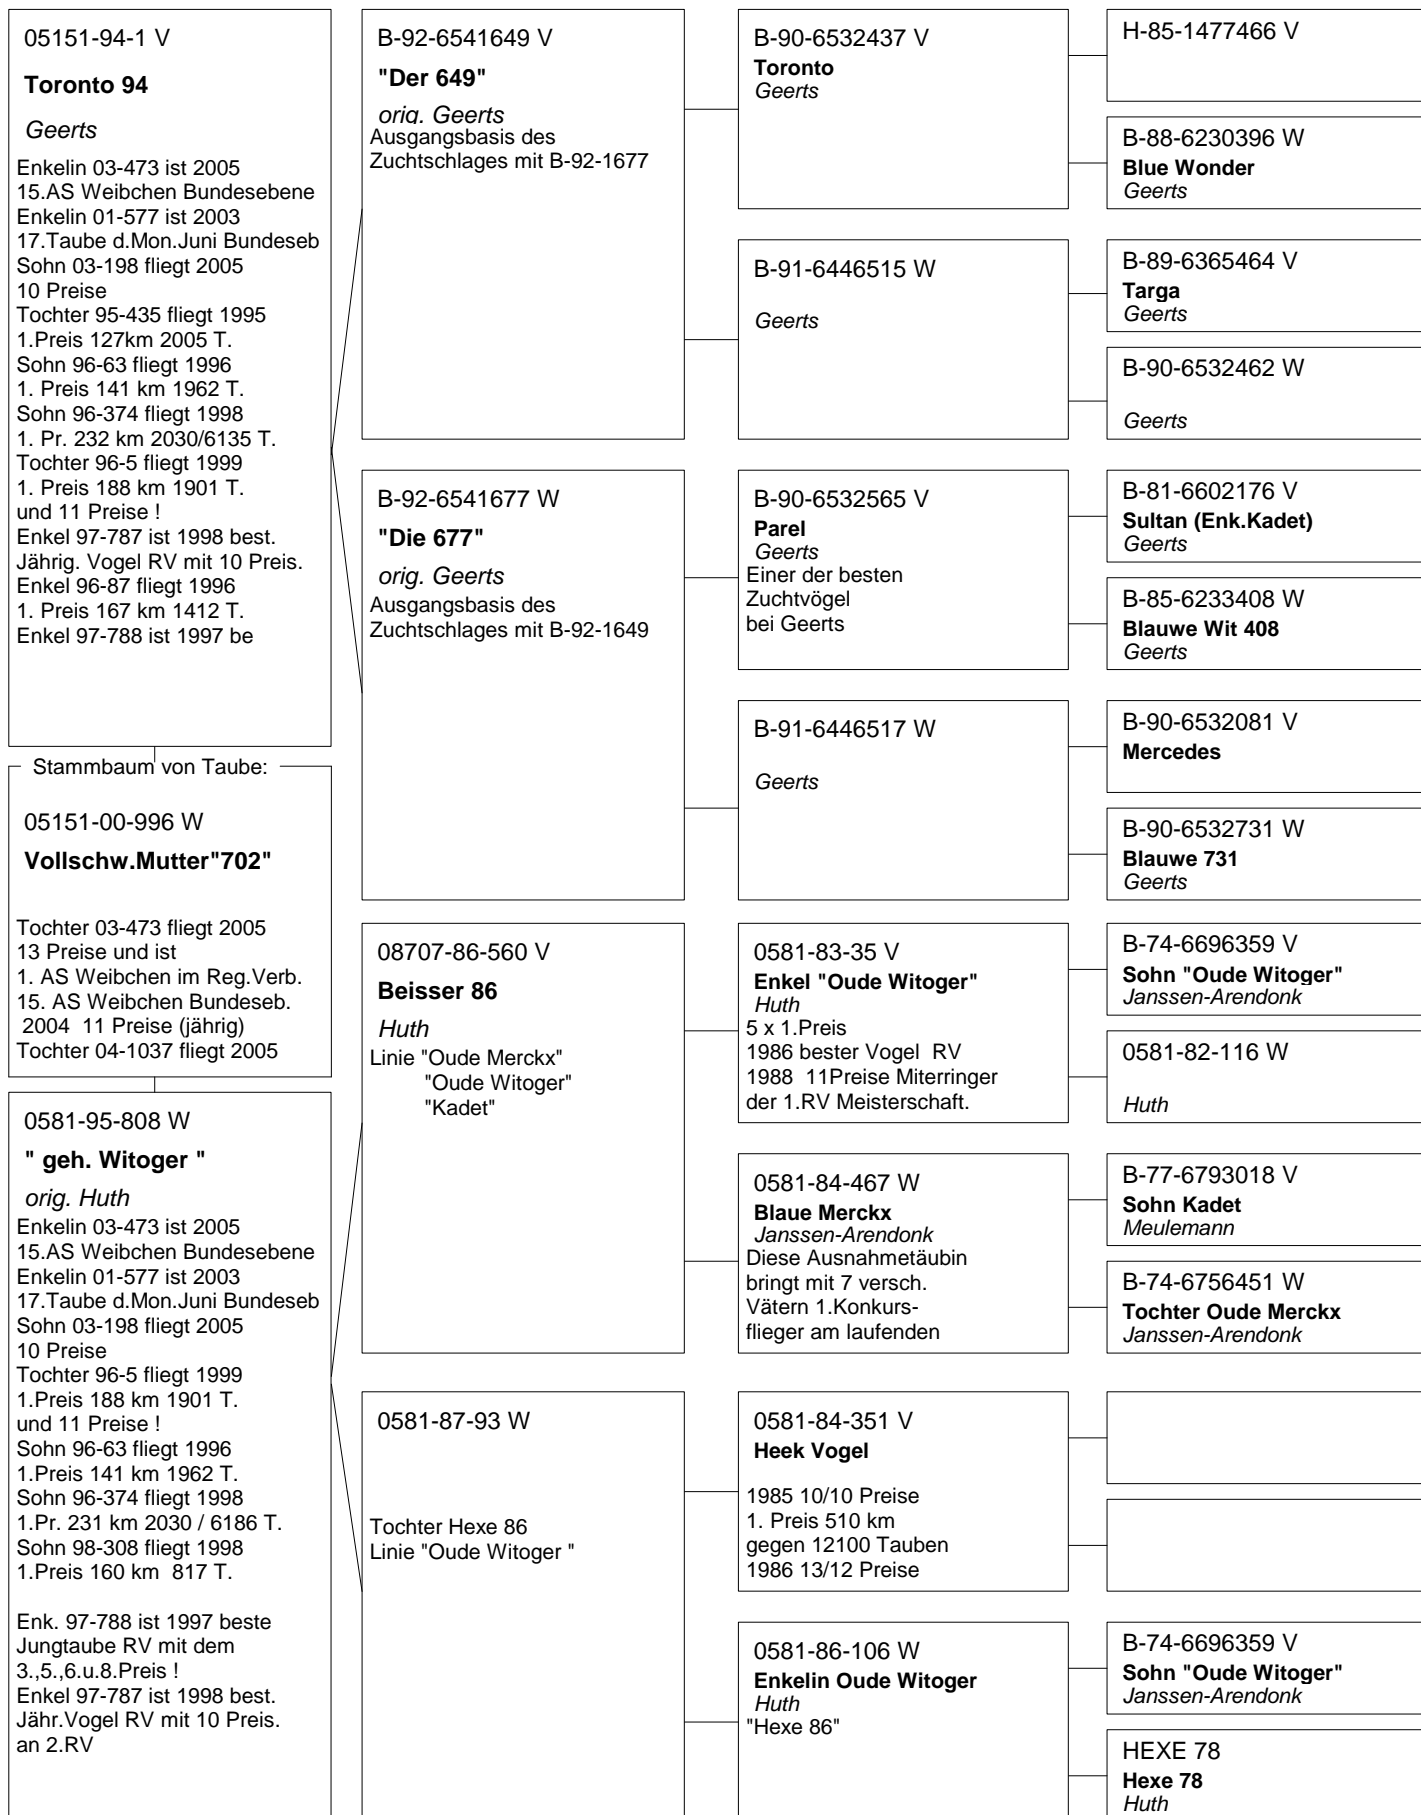 05151-94-1 V
Toronto 94
Geerts
Enkelin 03-473 ist 2005
15.AS Weibchen Bundesebene
Enkelin 01-577 ist 2003
17.Taube d.Mon.Juni Bundeseb
Sohn 03-198 fliegt 2005
10 Preise
Tochter 95-435 fliegt 1995
1.Preis 127km 2005 T.
Sohn 96-63 fliegt 1996
1. Preis 141 km 1962 T.
Sohn 96-374 fliegt 1998
1. Pr. 232 km 2030/6135 T.
Tochter 96-5 fliegt 1999
1. Preis 188 km 1901 T.
und 11 Preise !
Enkel 97-787 ist 1998 best.
Jährig. Vogel RV mit 10 Preis.
Enkel 96-87 fliegt 1996
1. Preis 167 km 1412 T.
Enkel 97-788 ist 1997 be
Stammbaum von Taube:
05151-00-996 W
Vollschw.Mutter"702"
Tochter 03-473 fliegt 2005
13 Preise und ist
1. AS Weibchen im Reg.Verb.
15. AS Weibchen Bundeseb.
2004 11 Preise (jährig)
Tochter 04-1037 fliegt 2005
0581-95-808 W
" geh. Witoger "
orig. Huth
Enkelin 03-473 ist 2005
15.AS Weibchen Bundesebene
Enkelin 01-577 ist 2003
17.Taube d.Mon.Juni Bundeseb
Sohn 03-198 fliegt 2005
10 Preise
Tochter 96-5 fliegt 1999
1.Preis 188 km 1901 T.
und 11 Preise !
Sohn 96-63 fliegt 1996
1.Preis 141 km 1962 T.
Sohn 96-374 fliegt 1998
1.Pr. 231 km 2030 / 6186 T.
Sohn 98-308 fliegt 1998
1.Preis 160 km 817 T.
Enk. 97-788 ist 1997 beste
Jungtaube RV mit dem
3.,5.,6.u.8.Preis !
Enkel 97-787 ist 1998 best.
Jähr.Vogel RV mit 10 Preis.
an 2.RV
B-92-6541649 V
"Der 649"
orig. Geerts
Ausgangsbasis des
Zuchtschlages mit B-92-1677
B-92-6541677 W
"Die 677"
orig. Geerts
Ausgangsbasis des
Zuchtschlages mit B-92-1649
08707-86-560 V
Beisser 86
Huth
Linie "Oude Merckx"
"Oude Witoger"
"Kadet"
0581-87-93 W
Tochter Hexe 86
Linie "Oude Witoger "
B-90-6532437 V
Toronto
Geerts
B-91-6446515 W
Geerts
B-90-6532565 V
Parel
Geerts
Einer der besten
Zuchtvögel
bei Geerts
B-91-6446517 W
Geerts
0581-83-35 V
Enkel "Oude Witoger"
Huth
5 x 1.Preis
1986 bester Vogel RV
1988 11Preise Miterringer
der 1.RV Meisterschaft.
0581-84-467 W
Blaue Merckx
Janssen-Arendonk
Diese Ausnahmetäubin
bringt mit 7 versch.
Vätern 1.Konkurs-
flieger am laufenden
0581-84-351 V
Heek Vogel
1985 10/10 Preise
1. Preis 510 km
gegen 12100 Tauben
1986 13/12 Preise
0581-86-106 W
Enkelin Oude Witoger
Huth
"Hexe 86"
H-85-1477466 V
B-88-6230396 W
Blue Wonder
Geerts
B-89-6365464 V
Targa
Geerts
B-90-6532462 W
Geerts
B-81-6602176 V
Sultan (Enk.Kadet)
Geerts
B-85-6233408 W
Blauwe Wit 408
Geerts
B-90-6532081 V
Mercedes
B-90-6532731 W
Blauwe 731
Geerts
B-74-6696359 V
Sohn "Oude Witoger"
Janssen-Arendonk
0581-82-116 W
Huth
B-77-6793018 V
Sohn Kadet
Meulemann
B-74-6756451 W
Tochter Oude Merckx
Janssen-Arendonk
B-74-6696359 V
Sohn "Oude Witoger"
Janssen-Arendonk
HEXE 78
Hexe 78
Huth